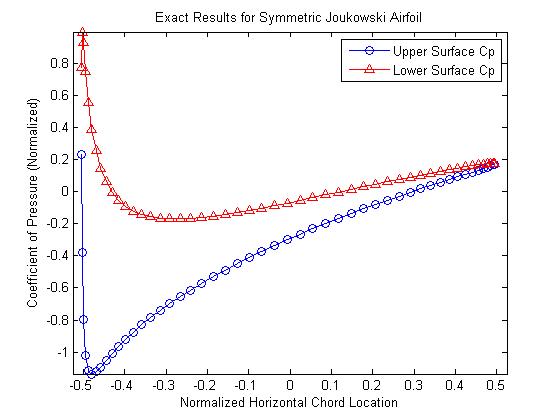 Exact Results for Symmetric Joukowski Airfoil
Upper Surface Cp
Lower Surface Cp
Coefficient of Pressure (Normalized)
0.8
0.6
0.4
0.2
0
-0.2
-0.4
-0.6
-0.8
-1
-0.5 -0.4 -0.3 -0.2 -0.1 0 0.1 0.2 0.3 0.4 0.5
Normalized Horizontal Chord Location